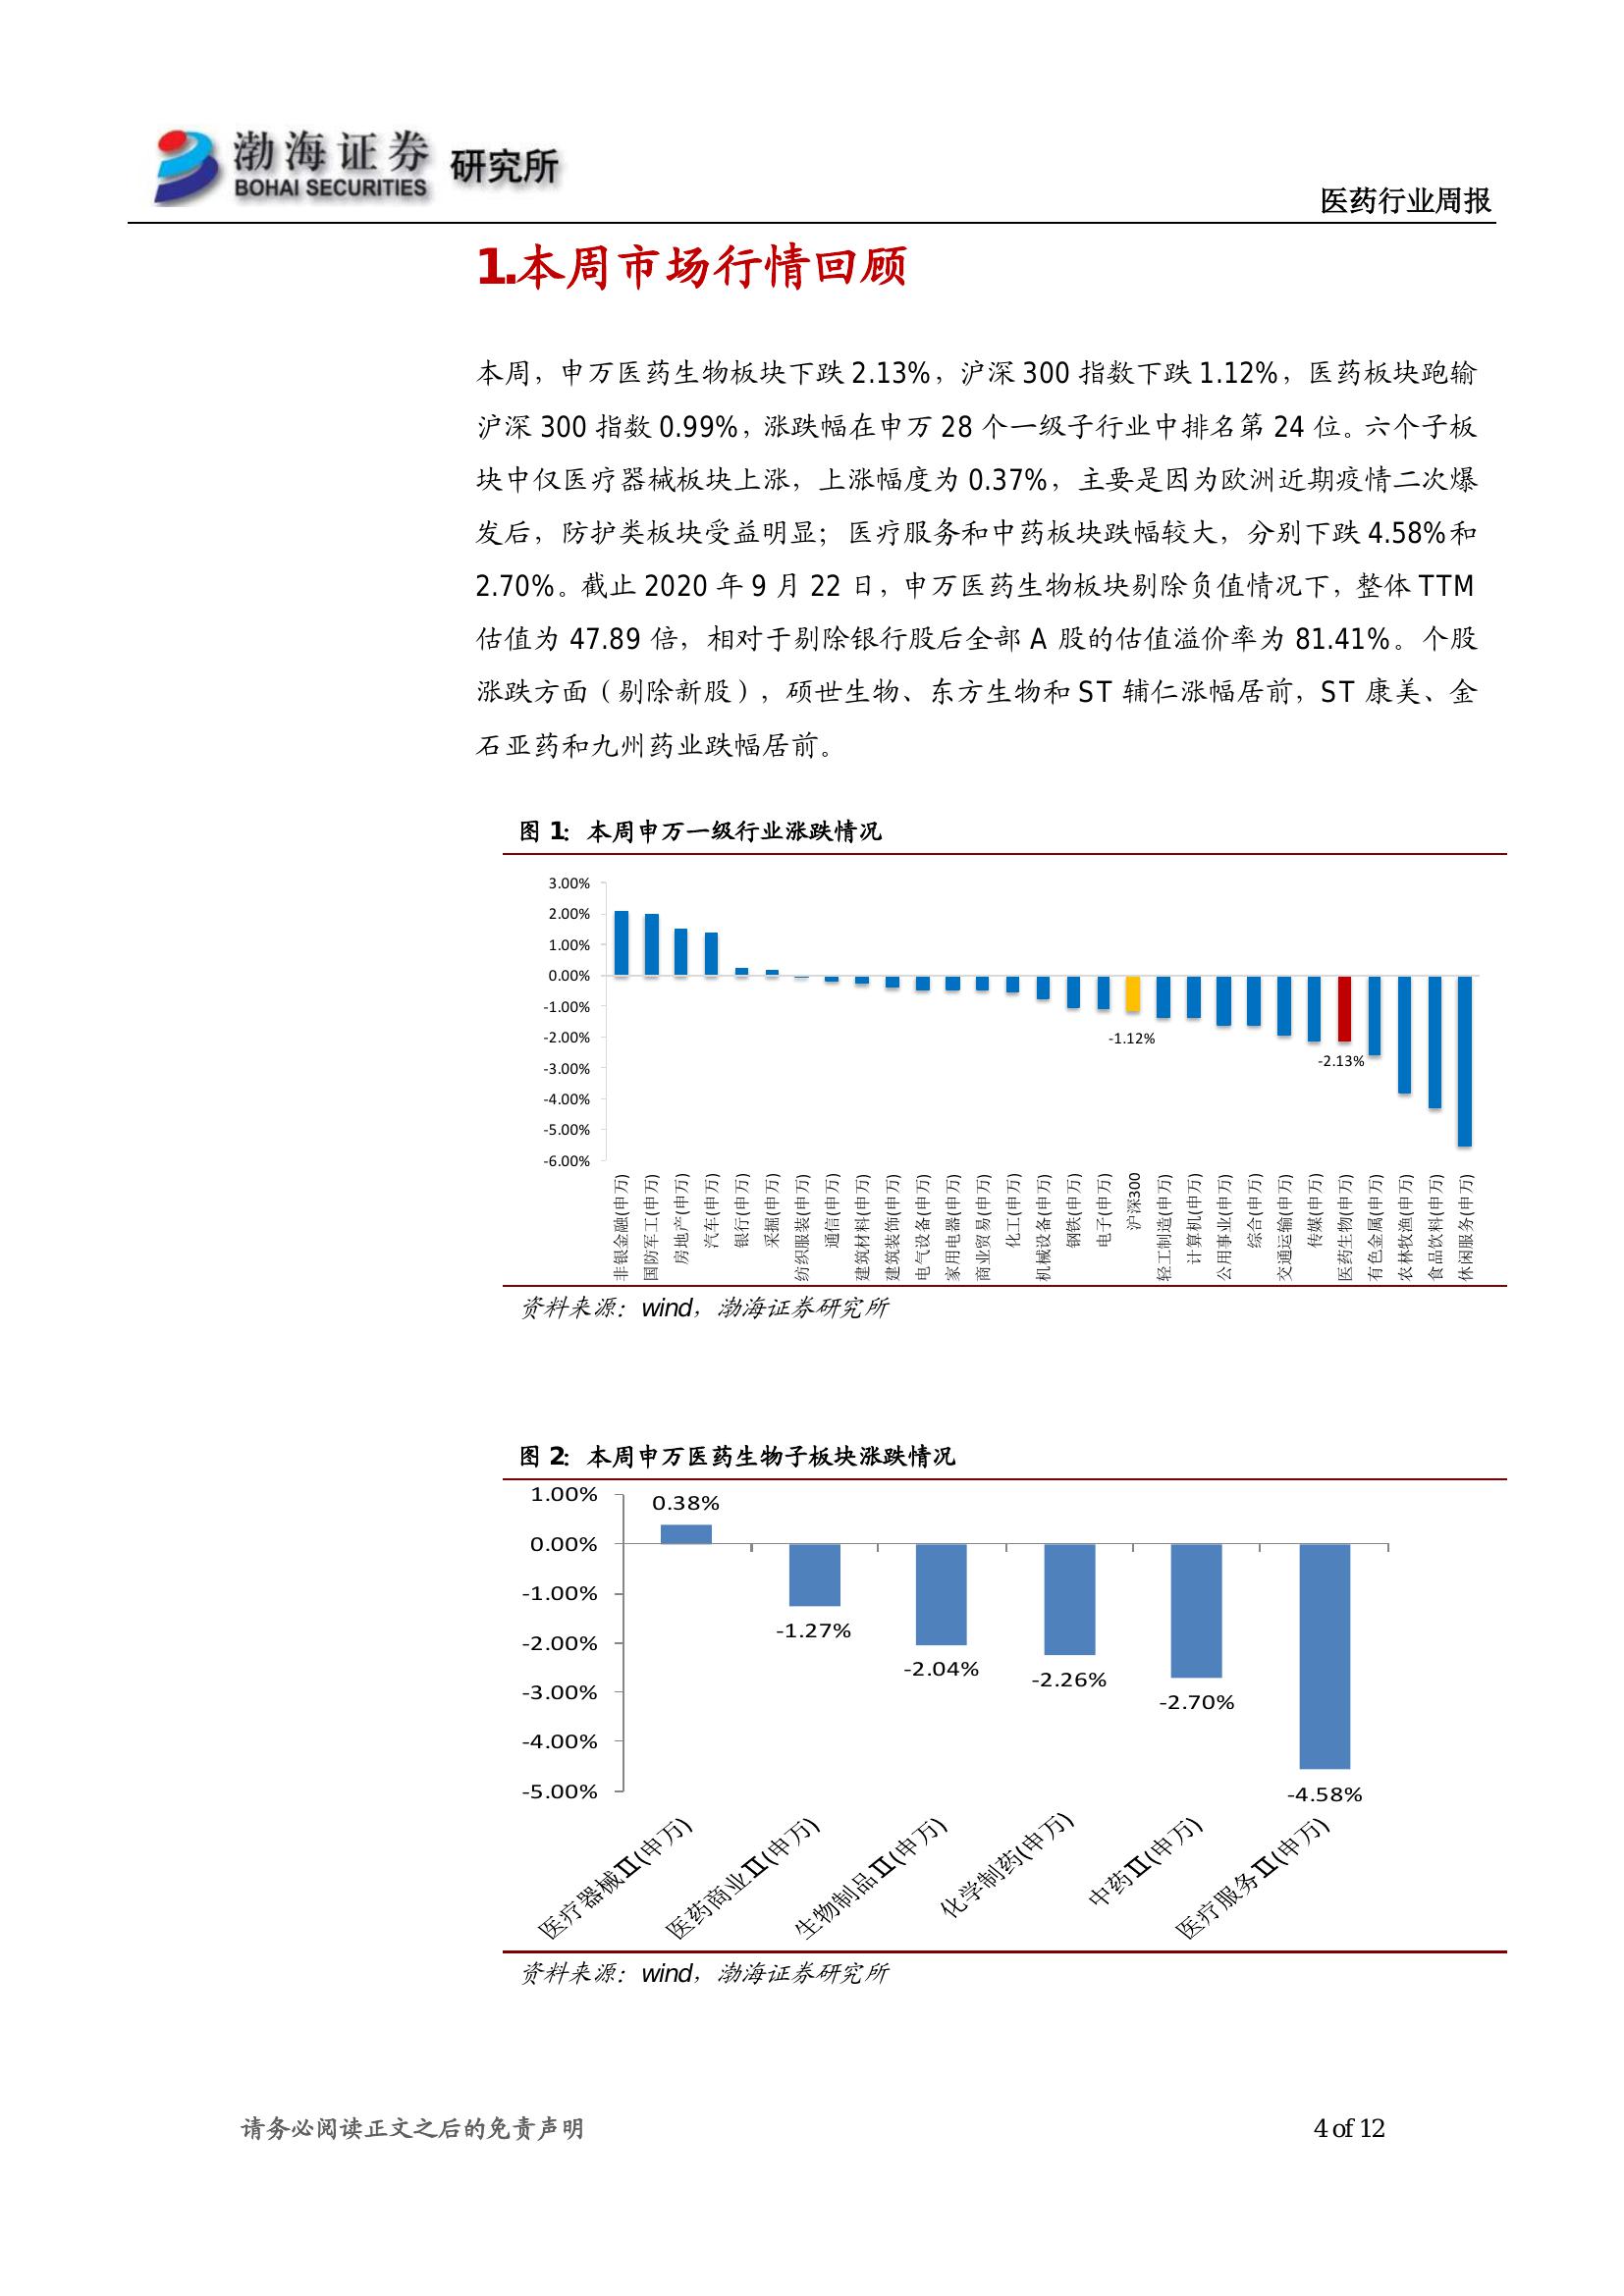 渤海证券 研究所
BOHAI SECURITIES
医药行业周报
1.本周市场行情回顾
本周，申万医药生物板块下跌 2.13%，沪深 300 指数下跌 1.12%，医药板块跑输
沪深 300 指数 0.99%，涨跌幅在申万 28 个一级子行业中排名第 24 位。六个子板
块中仅医疗器械板块上涨，上涨幅度为 0.37%，主要是因为欧洲近期疫情二次爆
发后，防护类板块受益明显；医疗服务和中药板块跌幅较大，分别下跌 4.58%和
2.70%。截止 2020 年 9 月 22 日，申万医药生物板块剔除负值情况下，整体 TTM
估值为 47.89 倍，相对于剔除银行股后全部 A 股的估值溢价率为 81.41%。个股
涨跌方面（剔除新股），硕世生物、东方生物和 ST 辅仁涨幅居前，ST 康美、金
石亚药和九州药业跌幅居前。
图 1：本周申万一级行业涨跌情况
3.00%
2.00%
1.00%
0.00%
-1.00%
-2.00%
-3.00%
-4.00%
-5.00%
-6.00%
-1.12%
-2.13%
非银金融(申万)
国防军工(申万)
房地产(申万)
汽车(申万)
银行(申万)
采掘(申万)
纺织服装(申万)
通信(申万)
建筑材料(申万)
建筑装饰(申万)
电气设备(申万)
家用电器(申万)
商业贸易(申万)
化工(申万)
机械设备(申万)
钢铁(申万)
电子(申万)
沪深300
轻工制造(申万)
计算机(申万)
公用事业(申万)
综合(申万)
交通运输(申万)
传媒(申万)
医药生物(申万)
有色金属(申万)
农林牧渔(申万)
食品饮料(申万)
休闲服务(申万)
资料来源：wind，渤海证券研究所
图 2：本周申万医药生物子板块涨跌情况
1.00%
0.00%
-1.00%
-2.00%
-3.00%
-4.00%
-5.00%
0.38%
-1.27%
-2.04%
-2.26%
-2.70%
-4.58%
医疗器械Ⅱ(申万)
医药商业Ⅱ(申万)
生物制品Ⅱ(申万)
化学制药(申万)
中药Ⅱ(申万)
医疗服务Ⅱ(申万)
资料来源：wind，渤海证券研究所
请务必阅读正文之后的免责声明
4 of 12